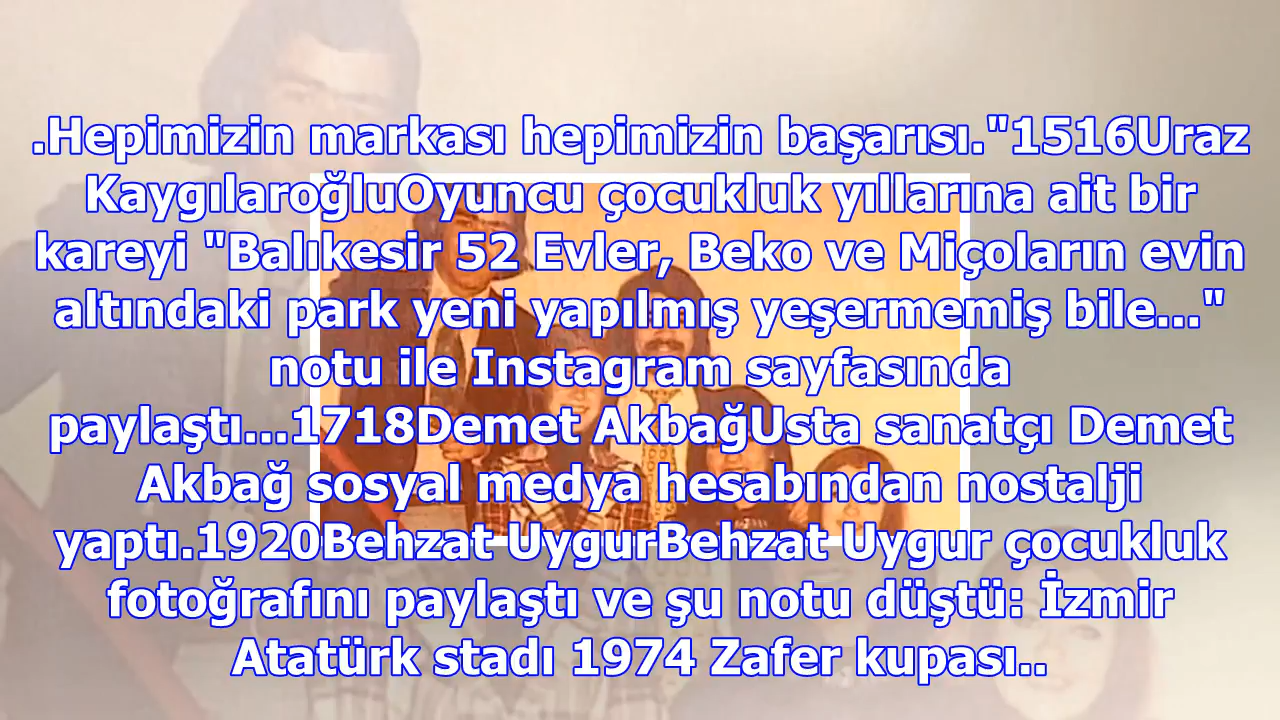 .Hepimizin markası hepimizin başarısı."1516Uraz
KaygılaroğluOyuncu çocukluk yıllarına ait bir
kareyi "Balıkesir 52 Evler, Beko ve Miçoların evin
altındaki park yeni yapılmış yeşermemiş bile..."
notu ile Instagram sayfasında
paylaştı...1718Demet AkbağUsta sanatçı Demet
Akbağ sosyal medya hesabından nostalji
yaptı.1920Behzat UygurBehzat Uygur çocukluk
fotoğrafını paylaştı ve şu notu düştü: İzmir
Atatürk stadı 1974 Zafer kupası..